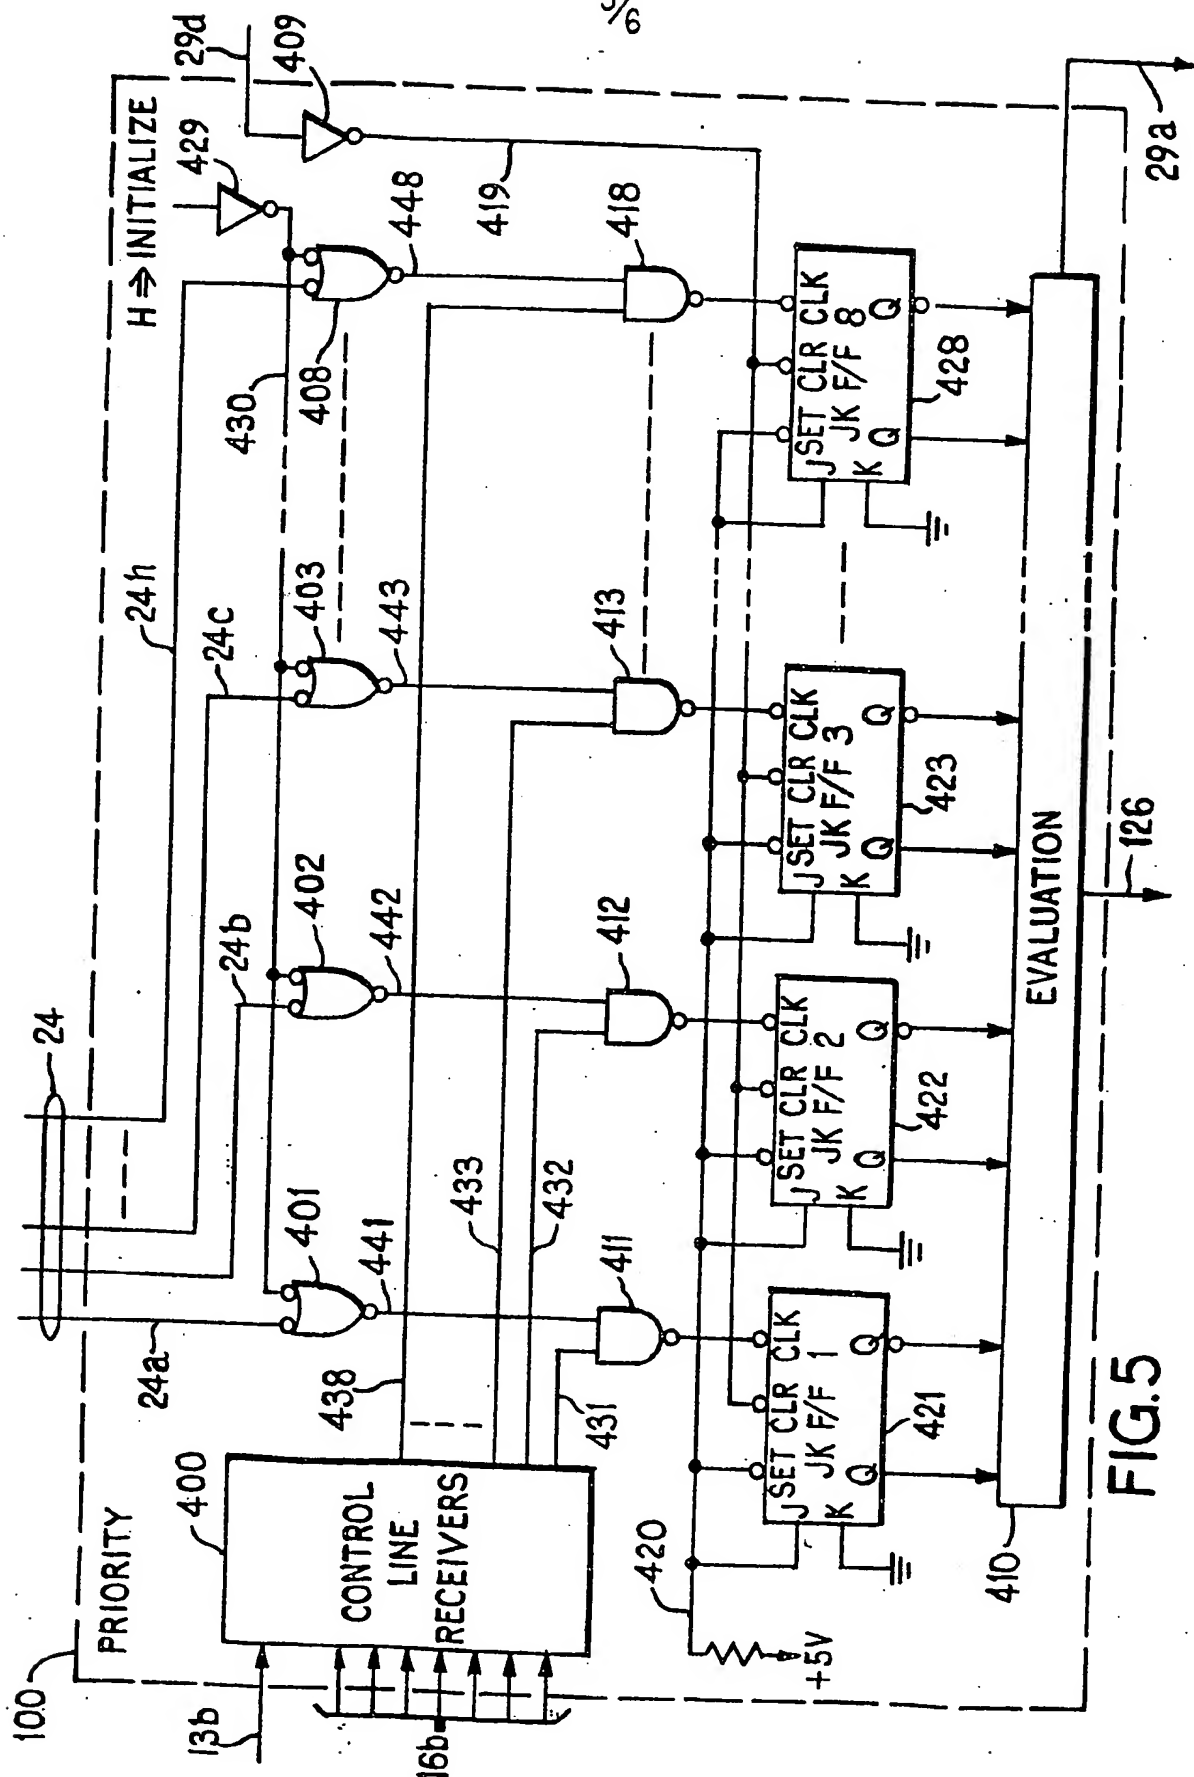 9/6
100
PRIORITY
H⇒INITIALIZE
29d
409
429
24
24a
24b
24c
24h
430
401
402
403
408
441
442
443
448
419
13b
16b
400
CONTROL
LINE
RECEIVERS
438
433
432
431
411
412
413
418
420
+5V
J SET CLR CLK
JK F/F 1
K Q Q
421
J SET CLR CLK
JK F/F 2
K Q Q
422
J SET CLR CLK
JK F/F 3
K Q Q
423
J SET CLR CLK
JK F/F 8
K Q Q
428
EVALUATION
410
126
29a
FIG.5